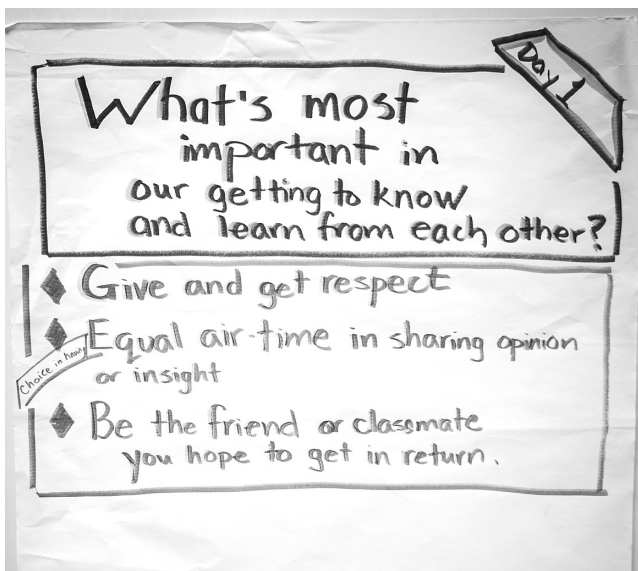 Day 1
What's most
important in
our getting to know
and learn from each other?
Give and get respect
Equal air-time in sharing opinion
or insight
Choice in having
Be the friend or classmate
you hope to get in return.